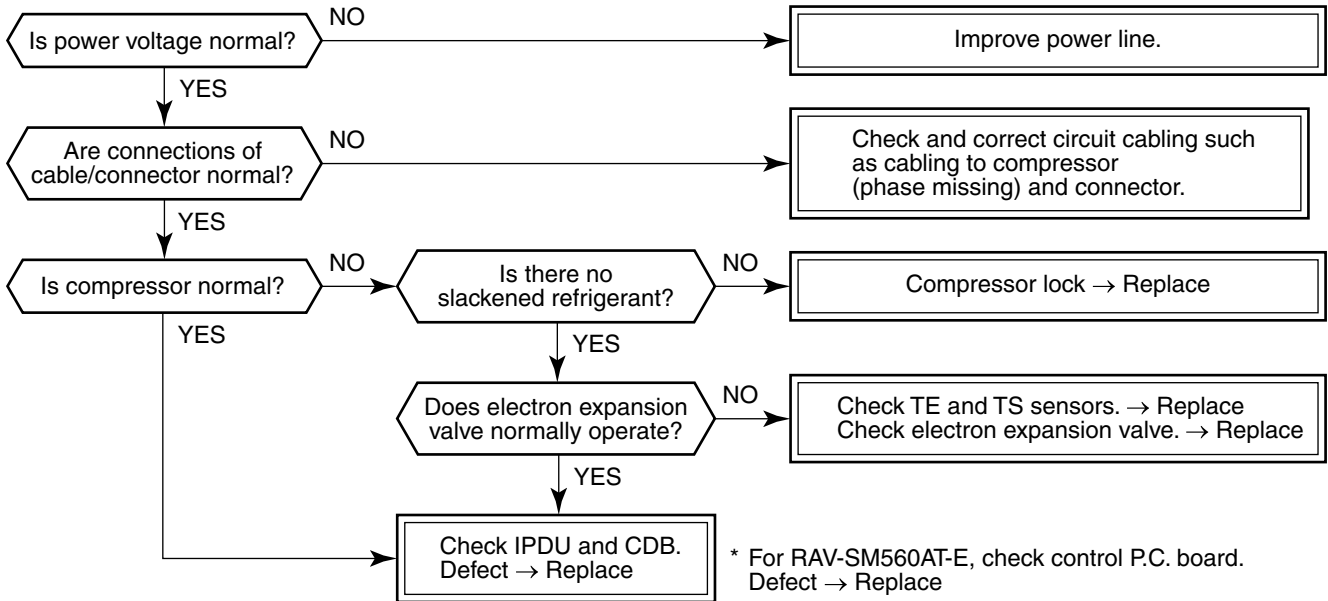 Is power voltage normal?
NO
Improve power line.
YES
Are connections of
cable/connector normal?
NO
Check and correct circuit cabling such
as cabling to compressor
(phase missing) and connector.
YES
Is compressor normal?
NO
Is there no
slackened refrigerant?
NO
Compressor lock → Replace
YES
YES
Does electron expansion
valve normally operate?
NO
Check TE and TS sensors. → Replace
Check electron expansion valve. → Replace
YES
Check IPDU and CDB.
Defect → Replace
* For RAV-SM560AT-E, check control P.C. board.
Defect → Replace